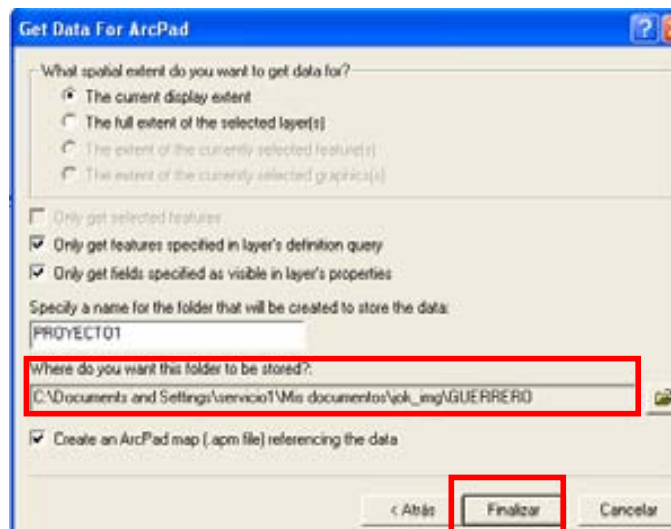 Get Data For ArcPad
What spatial extent do you want to get data for?
The current display extent
The full extent of the selected layer(s)
The extent of the currently selected feature(s)
The extent of the currently selected graphics(s)
Only get selected features
Only get features specified in layer's definition query
Only get fields specified as visible in layer's properties
Specify a name for the folder that will be created to store the data:
PROYECTO1
Where do you want this folder to be stored?:
C:\Documents and Settings\servicio1\Mis documentos\jok_img\GUERRERO
Create an ArcPad map (.apm file) referencing the data
< Atrás Finalizar Cancelar